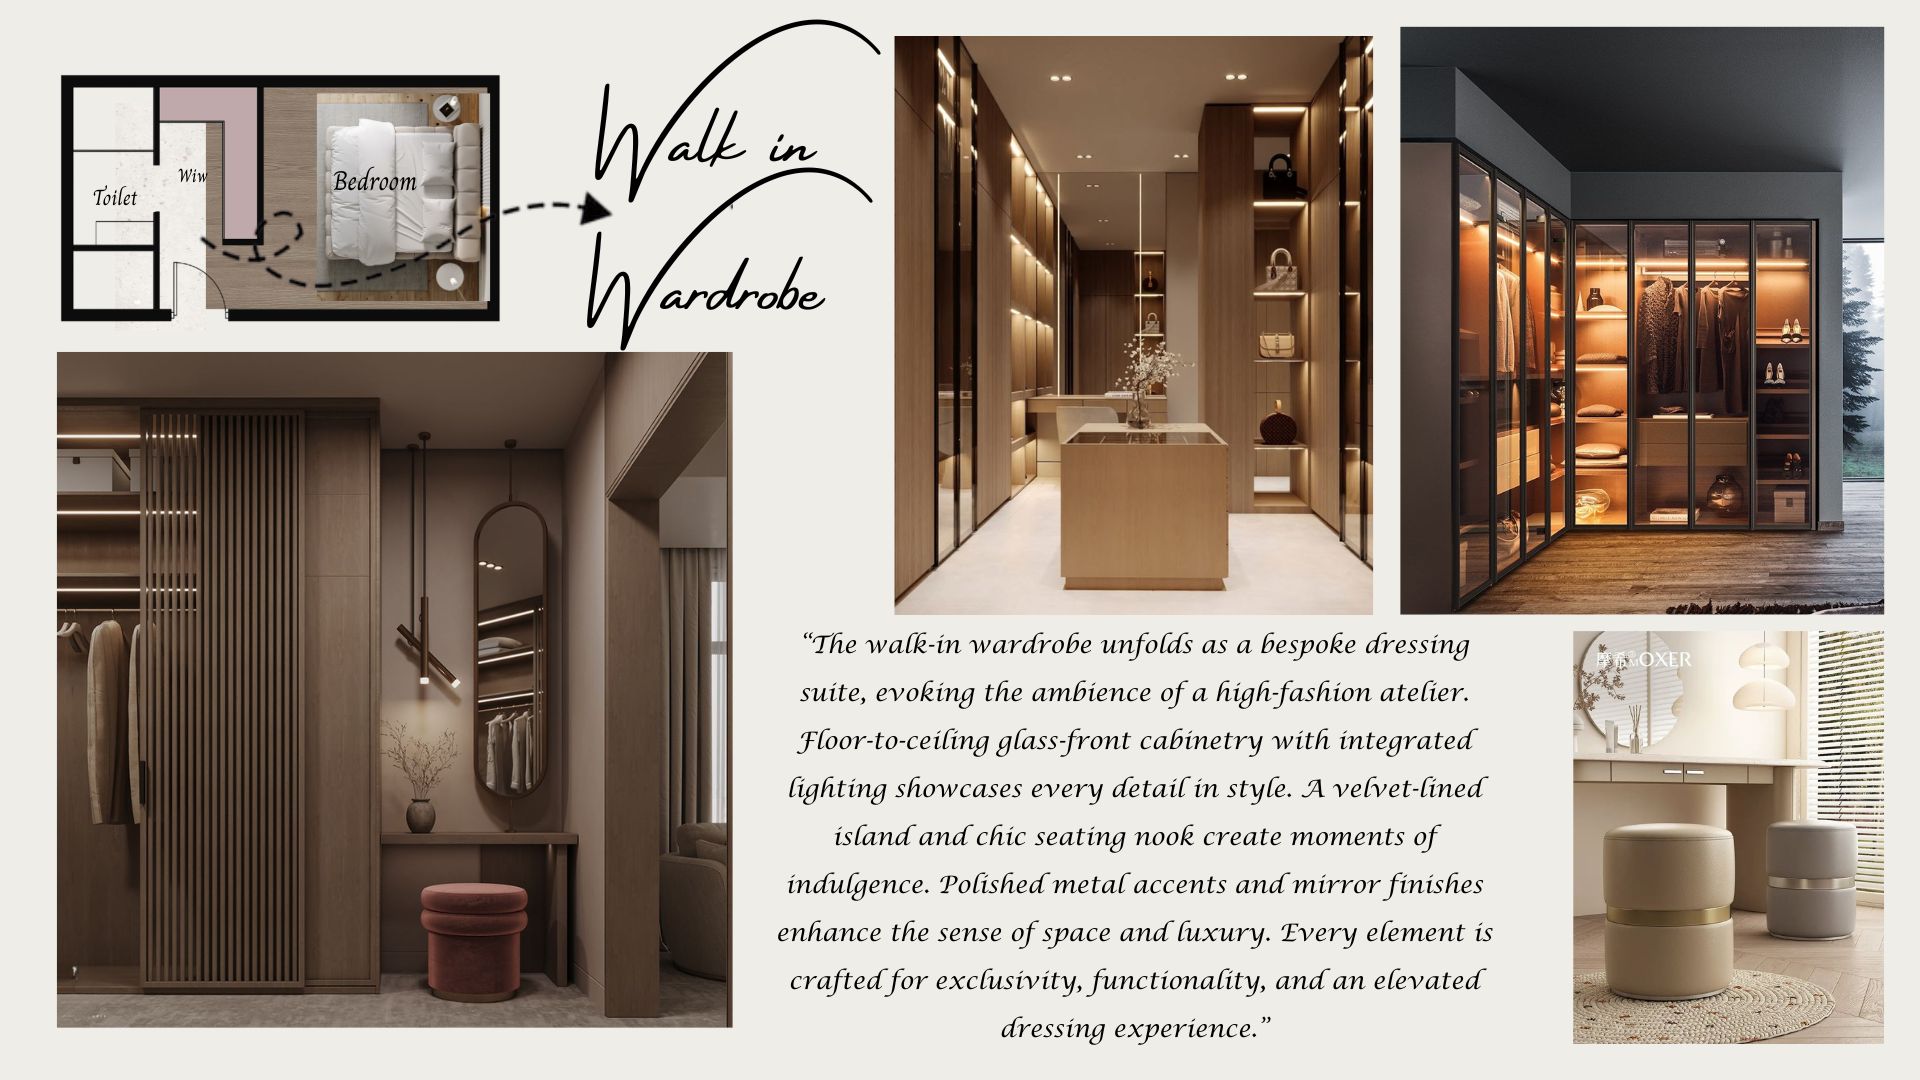 Toilet
Wiw
Bedroom
Walk in
Wardrobe
“The walk-in wardrobe unfolds as a bespoke dressing
suite, evoking the ambience of a high-fashion atelier.
Floor-to-ceiling glass-front cabinetry with integrated
lighting showcases every detail in style. A velvet-lined
island and chic seating nook create moments of
indulgence. Polished metal accents and mirror finishes
enhance the sense of space and luxury. Every element is
crafted for exclusivity, functionality, and an elevated
dressing experience.”
摩希 MOXER